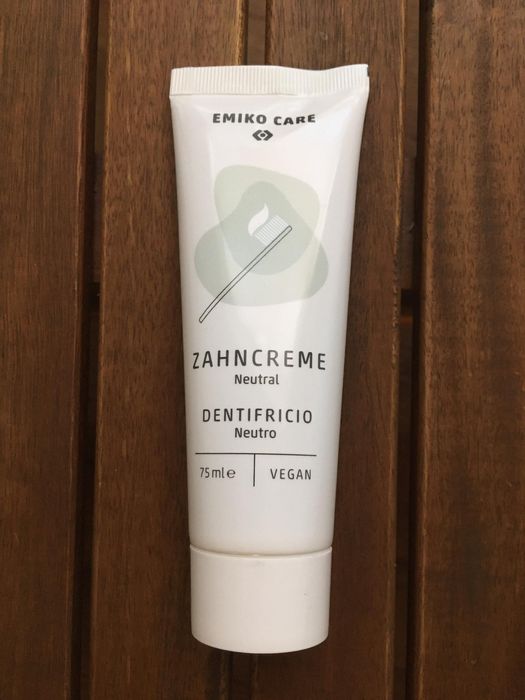 EMIKO CARE
ZAHNCREME
Neutral
DENTIFRICIO
Neutro
75 ml e VEGAN